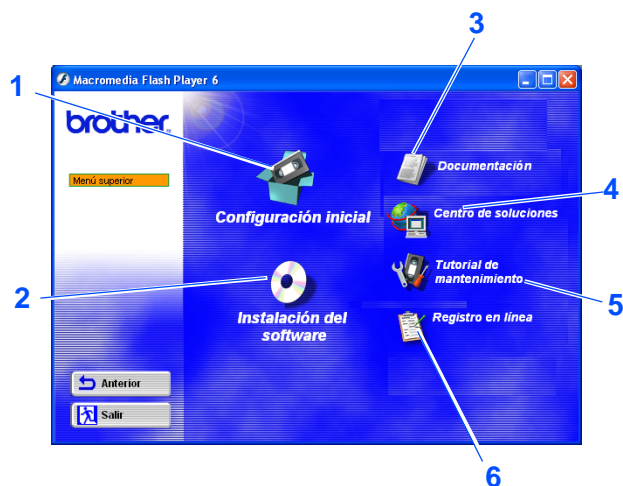 3
Macromedia Flash Player 6
1
brother
Menú superior
Documentación
4
Centro de soluciones
Configuración inicial
Tutorial de
mantenimiento
2
5
Instalación del
software
Registro en línea
Anterior
Salir
6